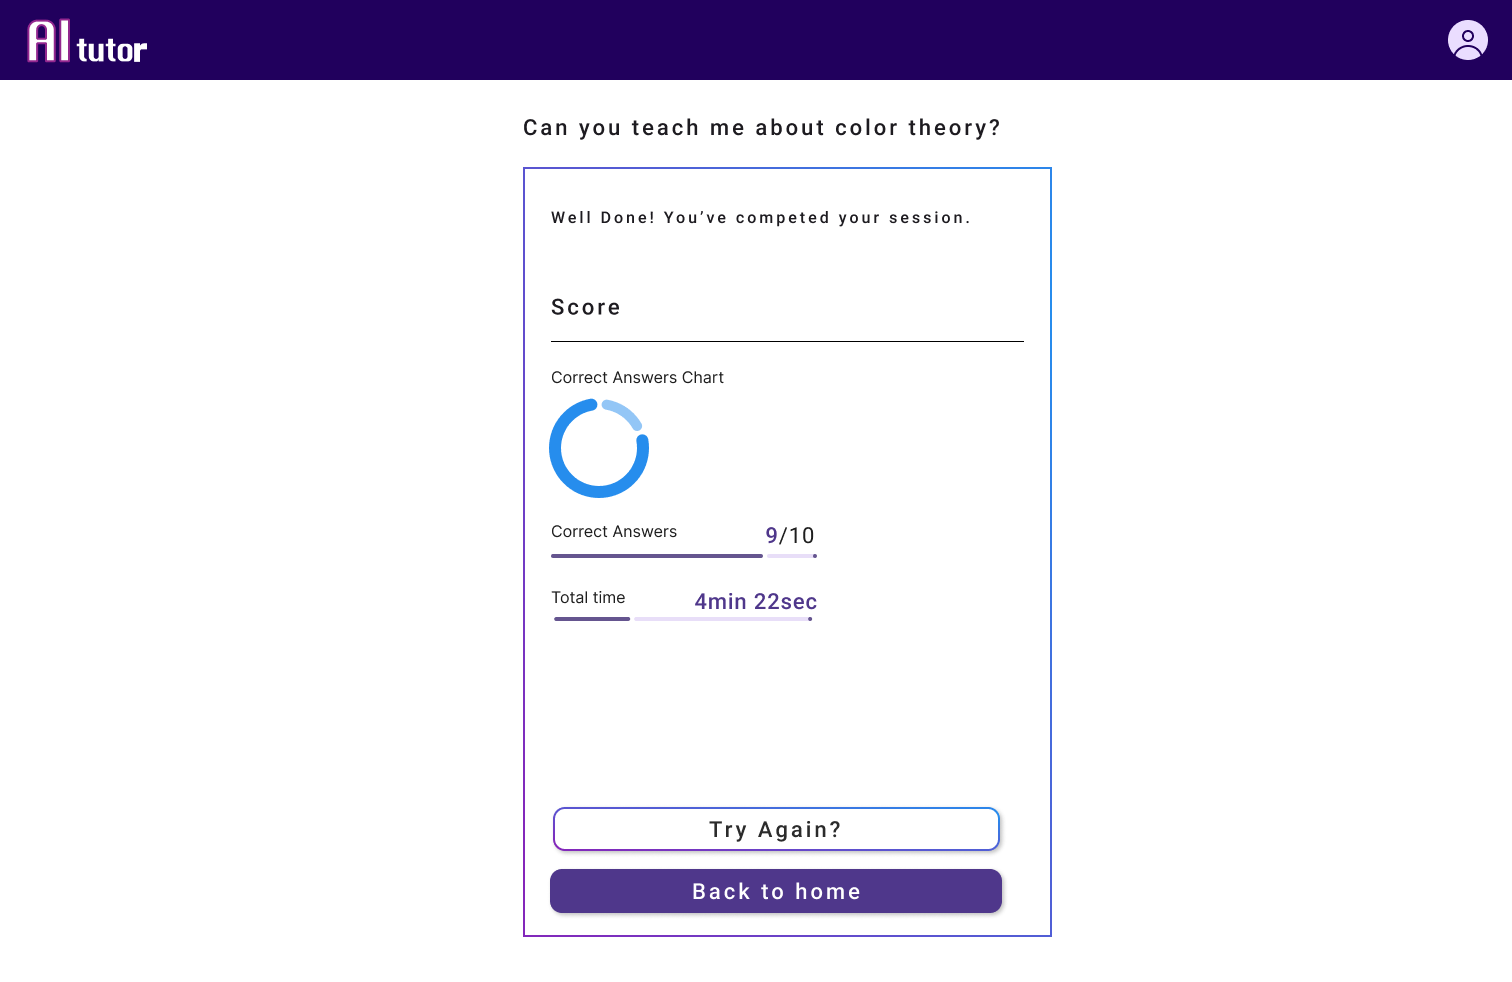 AI tutor
Can you teach me about color theory?
Well Done! You’ve competed your session.
Score
Correct Answers Chart
Correct Answers 9/10
Total time 4min 22sec
Try Again?
Back to home